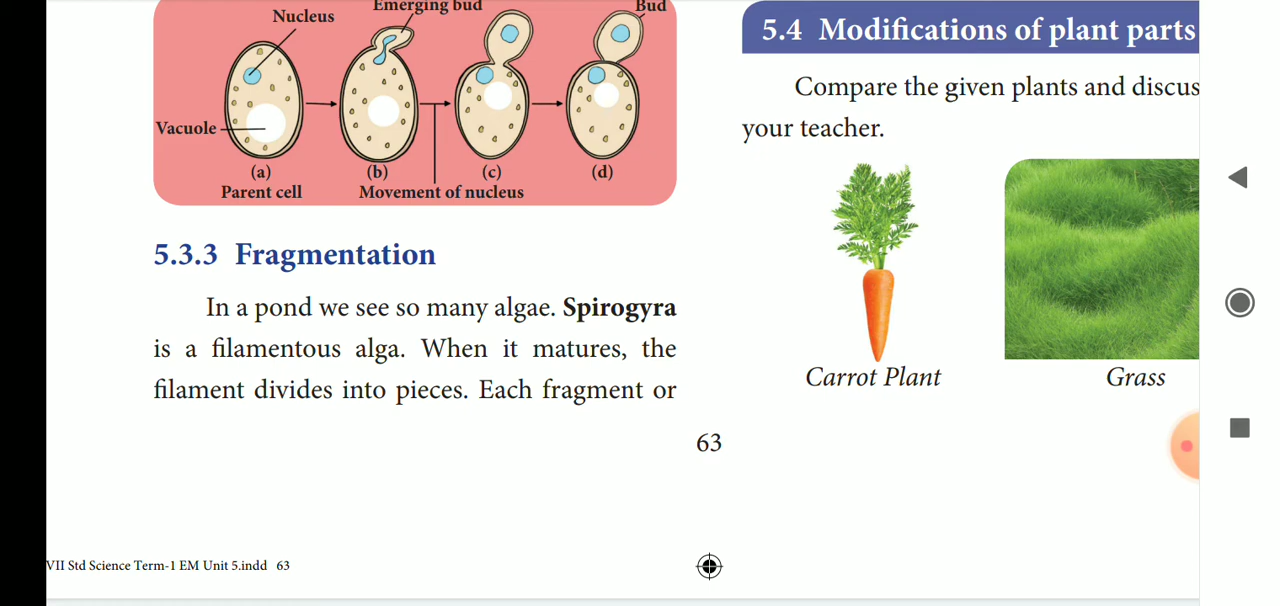 Nucleus
Emerging bud
Bud
Vacuole
(a)
(b)
(c)
(d)
Parent cell
Movement of nucleus
5.3.3 Fragmentation
In a pond we see so many algae. Spirogyra
is a filamentous alga. When it matures, the
filament divides into pieces. Each fragment or
5.4 Modifications of plant parts
Compare the given plants and discus
your teacher.
Carrot Plant
Grass
63
VII Std Science Term-1 EM Unit 5.indd 63